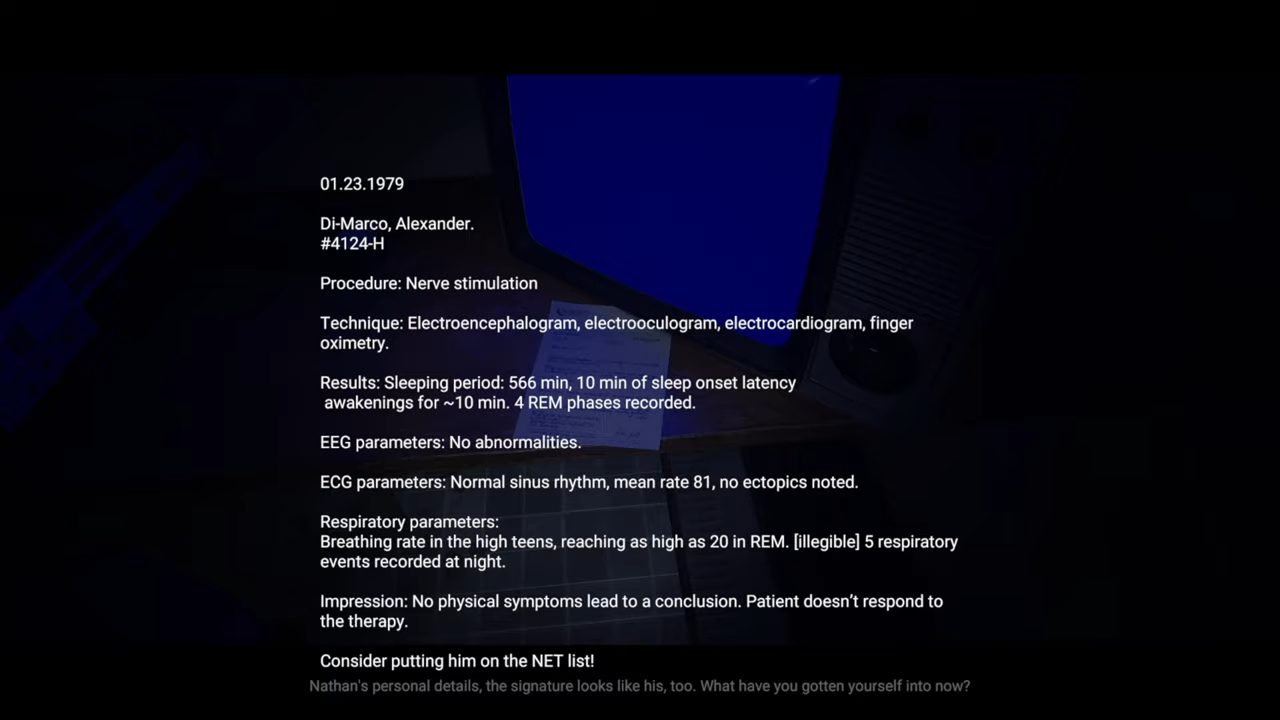 01.23.1979
Di-Marco, Alexander.
#4124-H
Procedure: Nerve stimulation
Technique: Electroencephalogram, electrooculogram, electrocardiogram, finger
oximetry.
Results: Sleeping period: 566 min, 10 min of sleep onset latency
awakenings for ~10 min. 4 REM phases recorded.
EEG parameters: No abnormalities.
ECG parameters: Normal sinus rhythm, mean rate 81, no ectopics noted.
Respiratory parameters:
Breathing rate in the high teens, reaching as high as 20 in REM. [illegible] 5 respiratory
events recorded at night.
Impression: No physical symptoms lead to a conclusion. Patient doesn’t respond to
the therapy.
Consider putting him on the NET list!
Nathan's personal details, the signature looks like his, too. What have you gotten yourself into now?